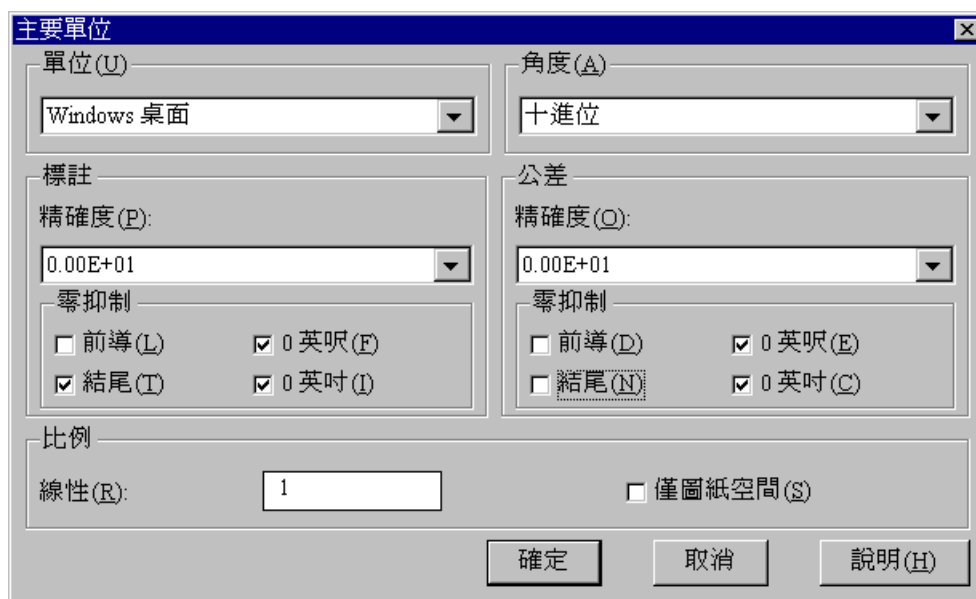 主要單位
單位(U)
Windows 桌面
角度(A)
十進位
標註
精確度(P):
0.00E+01
零抑制
前導(L) 0 英呎(F)
結尾(T) 0 英吋(I)
公差
精確度(O):
0.00E+01
零抑制
前導(D) 0 英呎(E)
結尾(N) 0 英吋(C)
比例
線性(R): 1 僅圖紙空間(S)
確定 取消 說明(H)